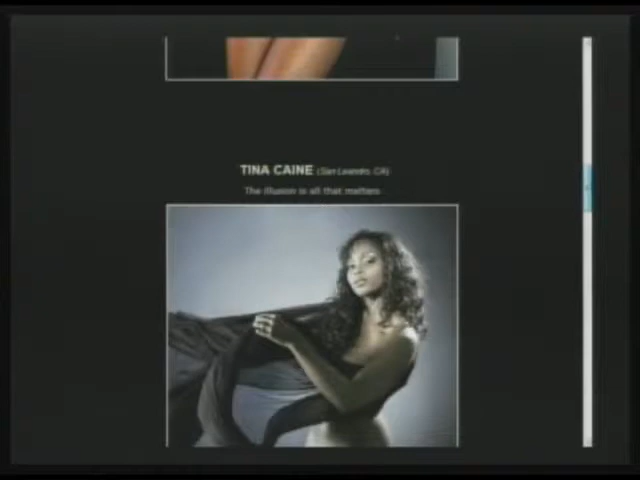 TINA CAINE (San Leandro, CA)
The illusion is all that matters